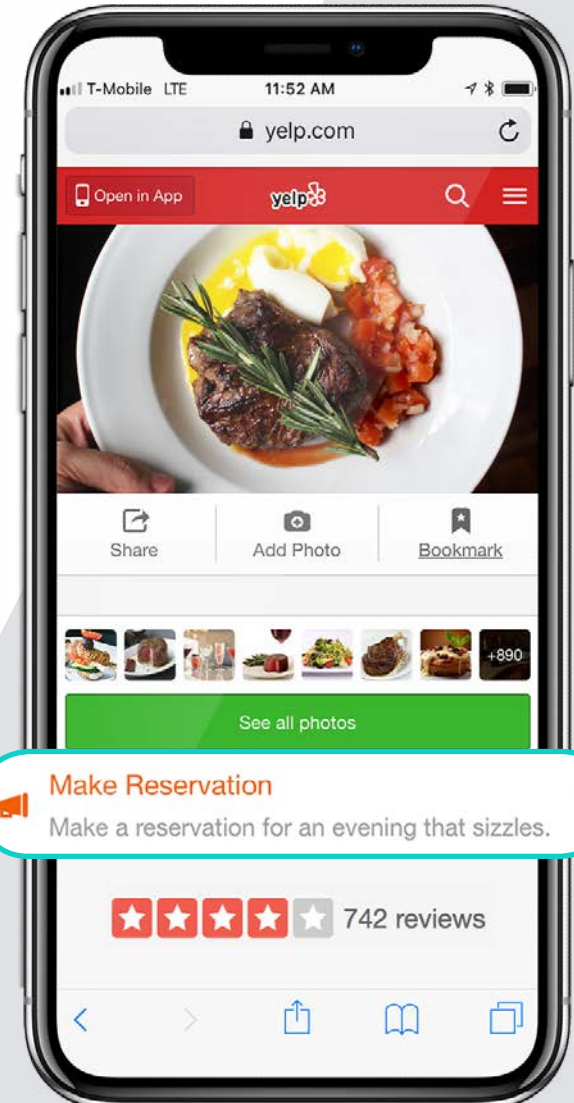 T-Mobile LTE 11:52 AM
yelp.com
Open in App yelp
Share Add Photo Bookmark
+890
See all photos
Make Reservation
Make a reservation for an evening that sizzles.
742 reviews